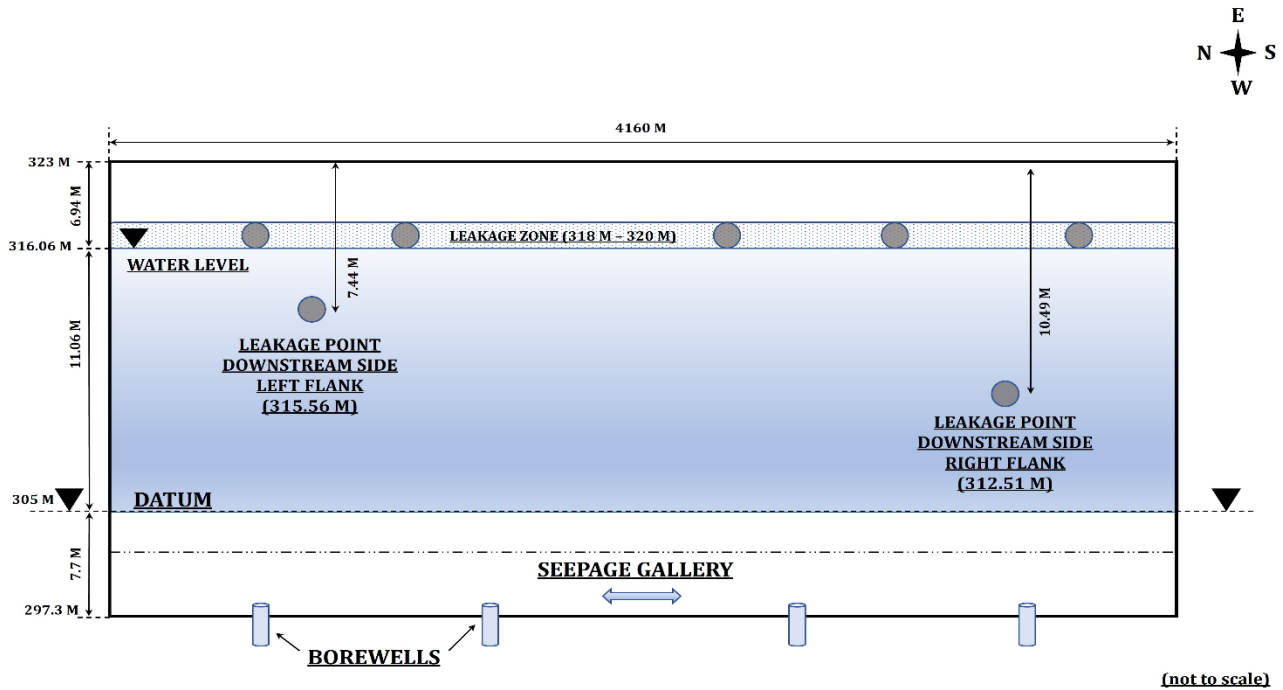 E
N S
W
4160 M
323 M
6.94 M
316.06 M
LEAKAGE ZONE (318 M – 320 M)
WATER LEVEL
7.44 M
10.49 M
11.06 M
LEAKAGE POINT
DOWNSTREAM SIDE
LEFT FLANK
(315.56 M)
LEAKAGE POINT
DOWNSTREAM SIDE
RIGHT FLANK
(312.51 M)
305 M
DATUM
7.7 M
SEEPAGE GALLERY
297.3 M
BOREWELLS
(not to scale)